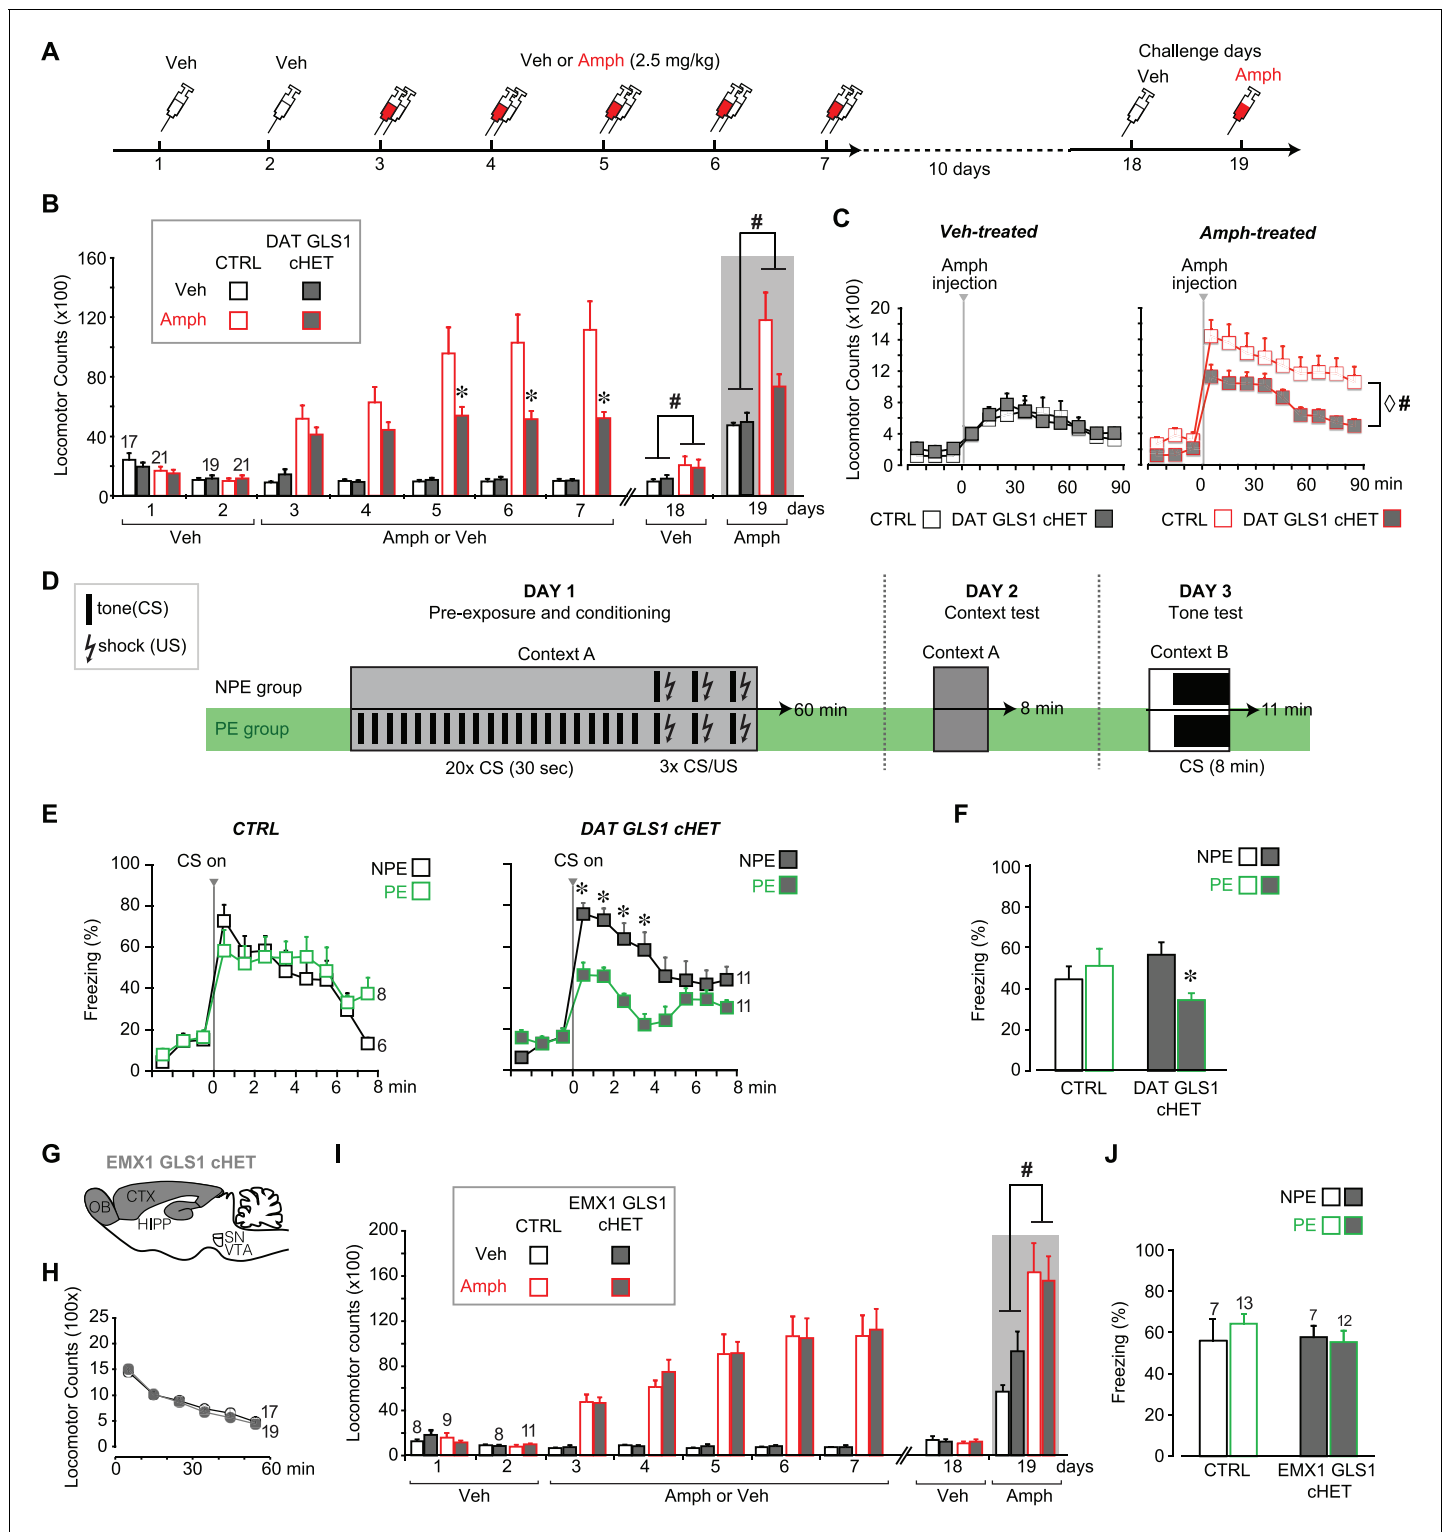 A
Veh Veh Veh or Amph (2.5 mg/kg) Challenge days
Veh Amph
1 2 3 4 5 6 7 10 days 18 19
B
DAT GLS1
CTRL cHET
Veh
Amph
Locomotor Counts (x100)
160
120
80
40
0
17 21 19 21
* * * # #
1 2 3 4 5 6 7 18 19 days
Veh Amph or Veh Veh Amph
C
Veh-treated Amph-treated
Amph injection
Amph injection
Locomotor Counts (x100)
20
14
12
8
4
0
20
14
12
8
4
0
◊ #
0 30 60 90 0 30 60 90 min
CTRL DAT GLS1 cHET CTRL DAT GLS1 cHET
D
tone(CS)
shock (US)
DAY 1 DAY 2 DAY 3
Pre-exposure and conditioning Context test Tone test
Context A Context A Context B
NPE group
PE group
60 min 8 min 11 min
20x CS (30 sec) 3x CS/US CS (8 min)
E
CTRL DAT GLS1 cHET
CS on NPE
PE
CS on NPE
PE
Freezing (%)
100
80
60
40
20
0
* * * *
8
6
11
11
0 2 4 6 8 min 0 2 4 6 8 min
F
NPE
PE
Freezing (%)
100
80
60
40
20
0
*
CTRL DAT GLS1
cHET
G
EMX1 GLS1 cHET
OB CTX
HIPP
SN
VTA
H
Locomotor Counts (100x)
25
20
15
10
5
0
17
19
0 30 60 min
I
EMX1 GLS1
CTRL cHET
Veh
Amph
Locomotor counts (x100)
200
160
120
80
40
0
8 9 8 11
#
1 2 3 4 5 6 7 18 19 days
Veh Amph or Veh Veh Amph
J
NPE
PE
Freezing (%)
100
80
60
40
20
0
7 13 7 12
CTRL EMX1 GLS1
cHET